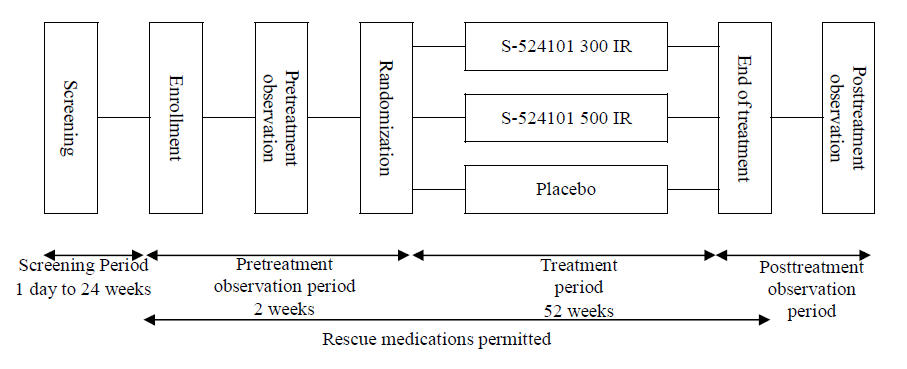 Screening
Enrollment
Pretreatment
observation
Randomization
S-524101 300 IR
S-524101 500 IR
Placebo
End of treatment
Posttreatment
observation
Screening Period
1 day to 24 weeks
Pretreatment
observation period
2 weeks
Treatment
period
52 weeks
Posttreatment
observation
period
Rescue medications permitted